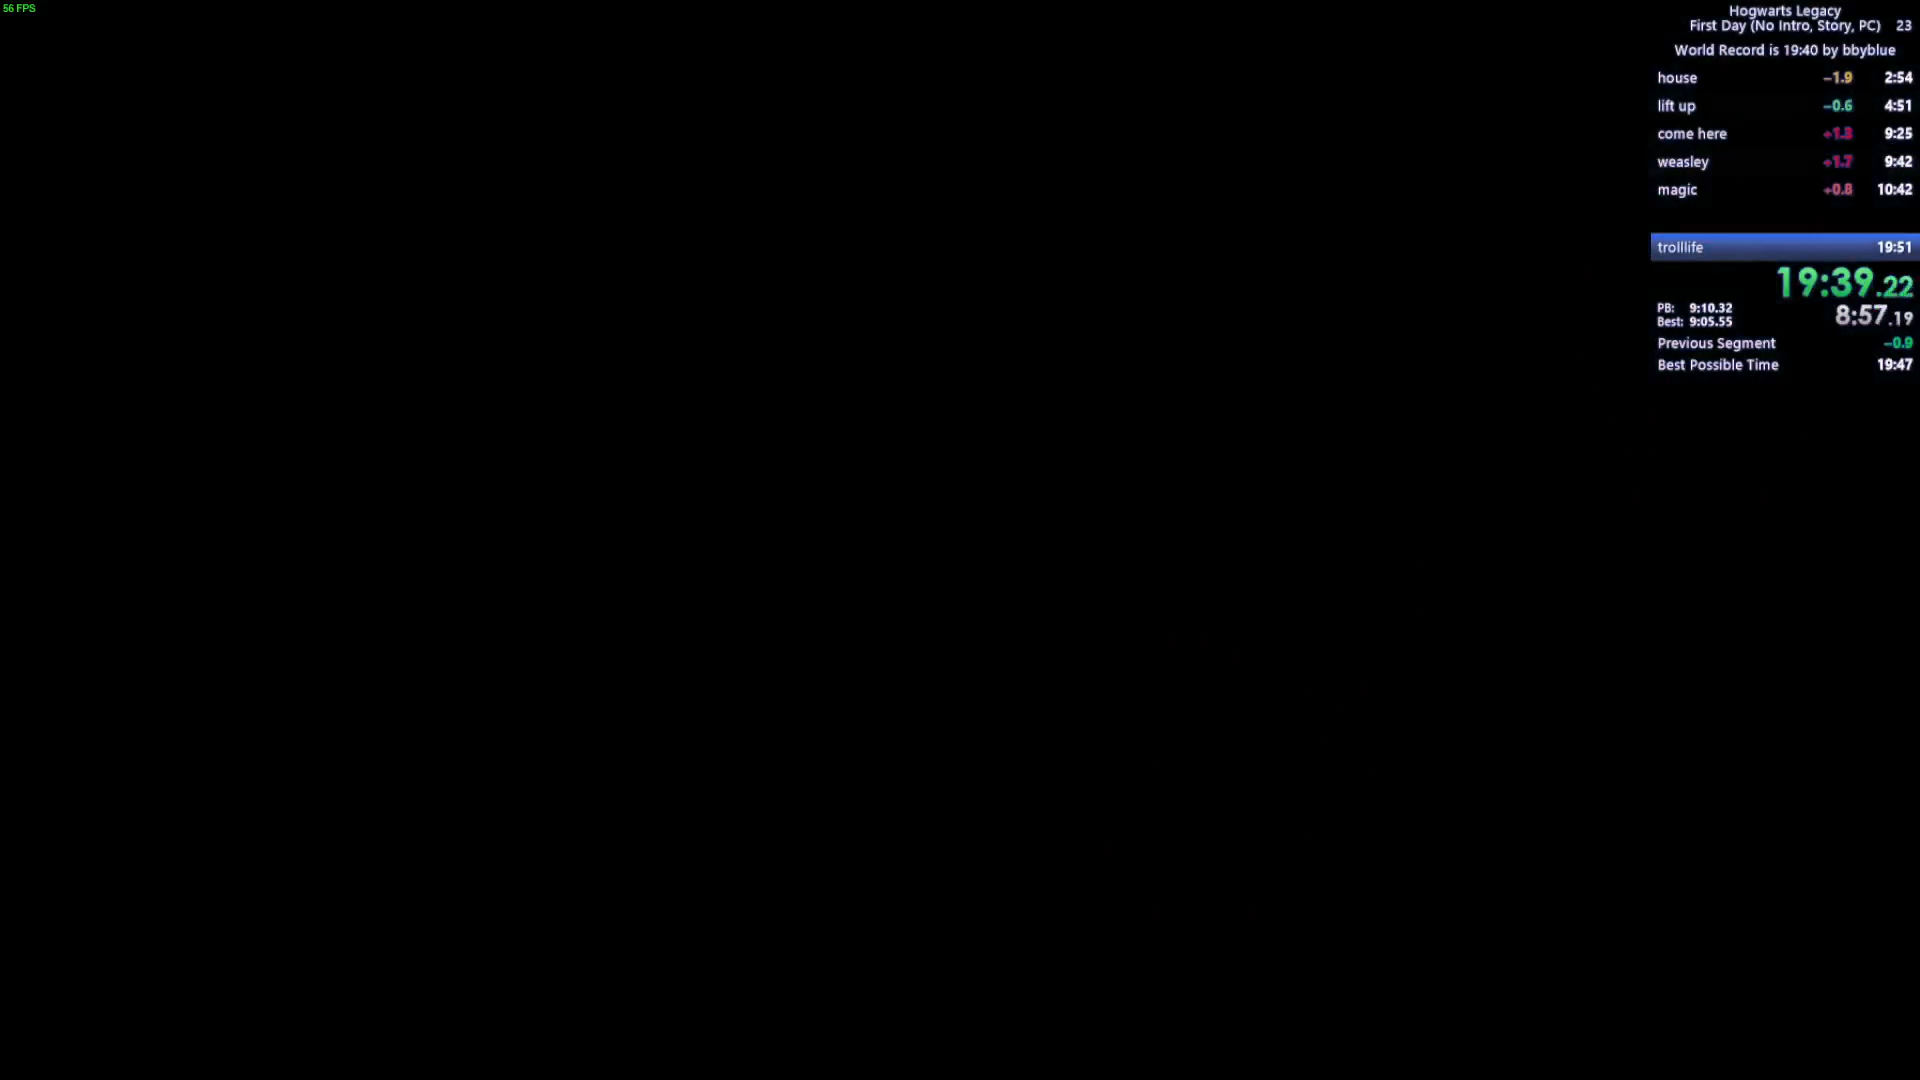 56 FPS
Hogwarts Legacy
First Day (No Intro, Story, PC) 23
World Record is 19:40 by bbyblue
house −1.9 2:54
lift up −0.6 4:51
come here +1.3 9:25
weasley +1.7 9:42
magic +0.8 10:42
trolllife 19:51
19:39.22
PB: 9:10.32
8:57.19
Best: 9:05.55
Previous Segment −0.9
Best Possible Time 19:47